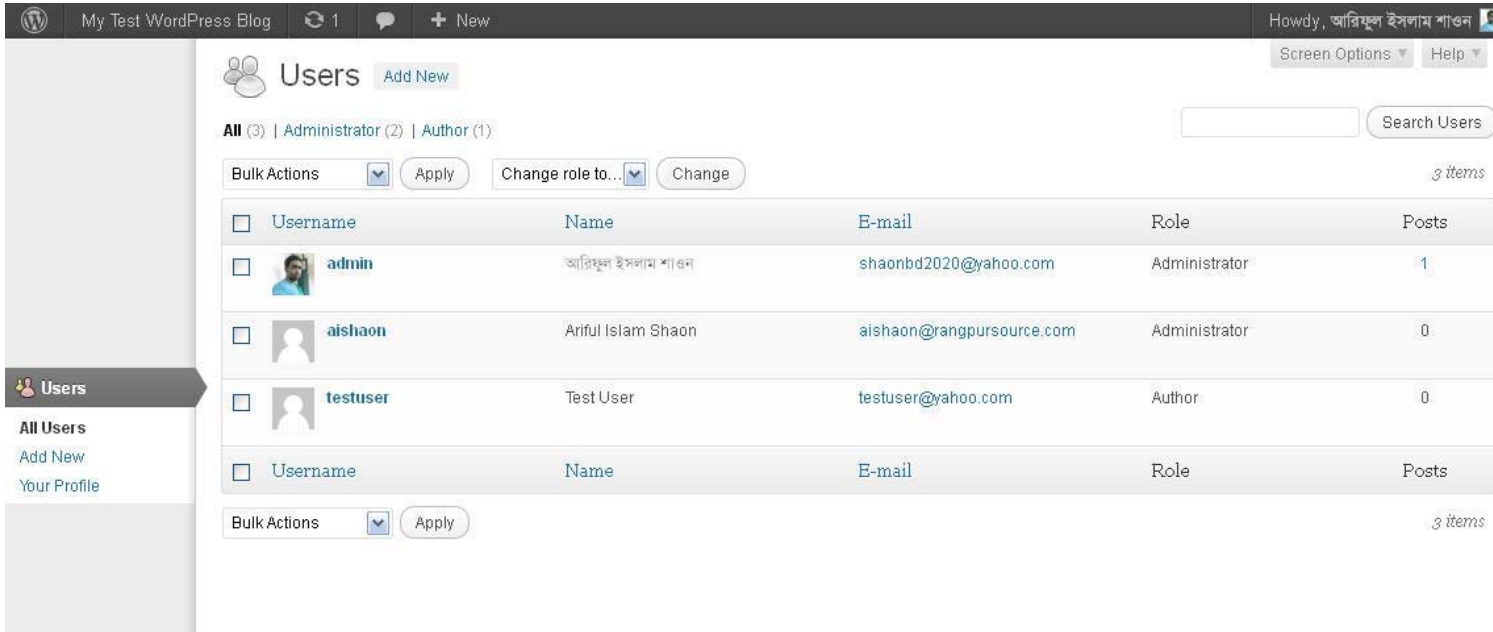 My Test WordPress Blog 1 + New Howdy, আরিফুল ইসলাম শাওন
Screen Options Help
Users Add New
All (3) | Administrator (2) | Author (1)
Search Users
Bulk Actions Apply Change role to... Change 3 items
Username Name E-mail Role Posts
admin আরিফুল ইসলাম শাওন shaonbd2020@yahoo.com Administrator 1
aishaon Ariful Islam Shaon aishaon@rangpursource.com Administrator 0
Users
testuser Test User testuser@yahoo.com Author 0
All Users
Add New
Your Profile
Username Name E-mail Role Posts
Bulk Actions Apply 3 items